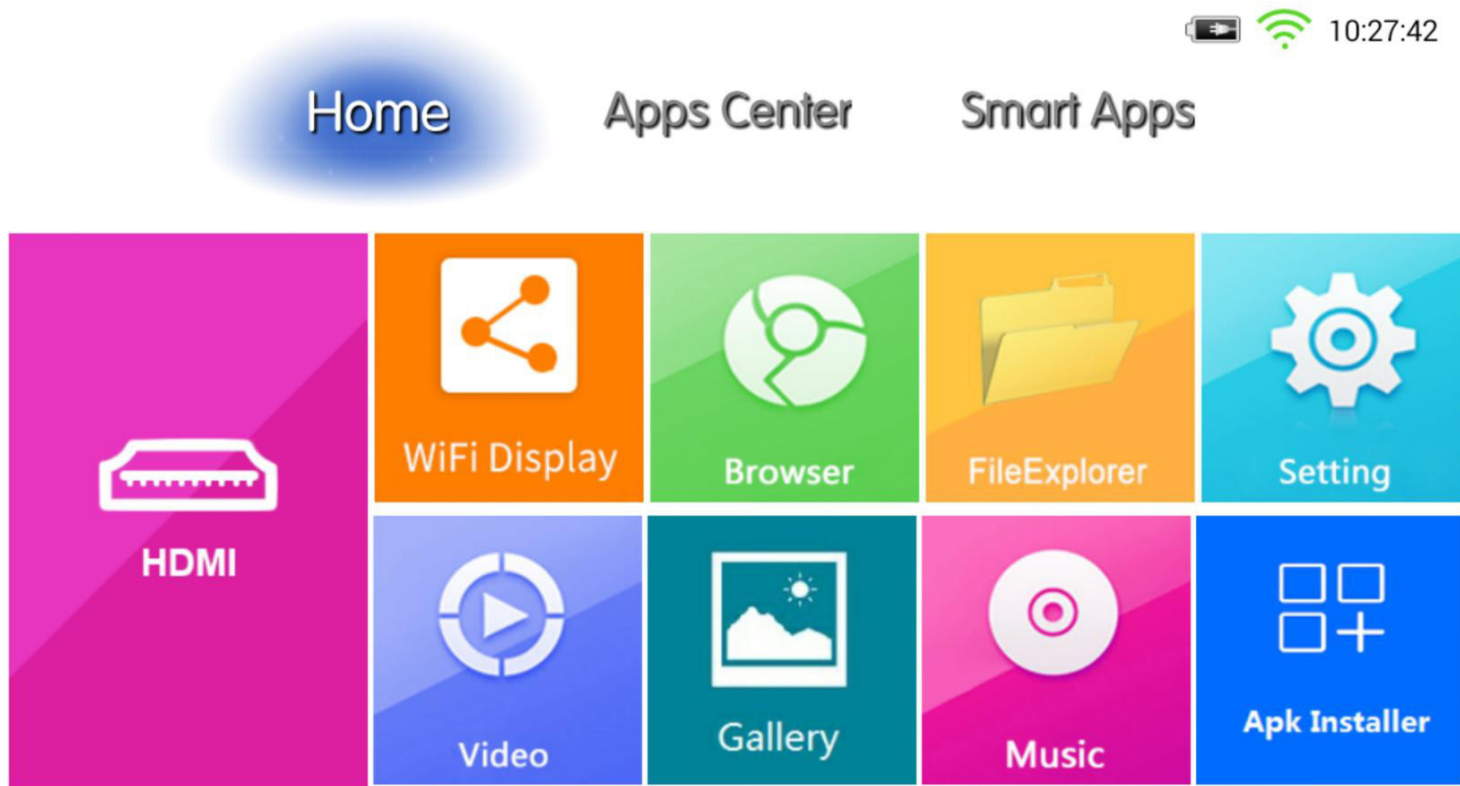 10:27:42
Home
Apps Center
Smart Apps
HDMI
WiFi Display
Browser
FileExplorer
Setting
Video
Gallery
Music
Apk Installer